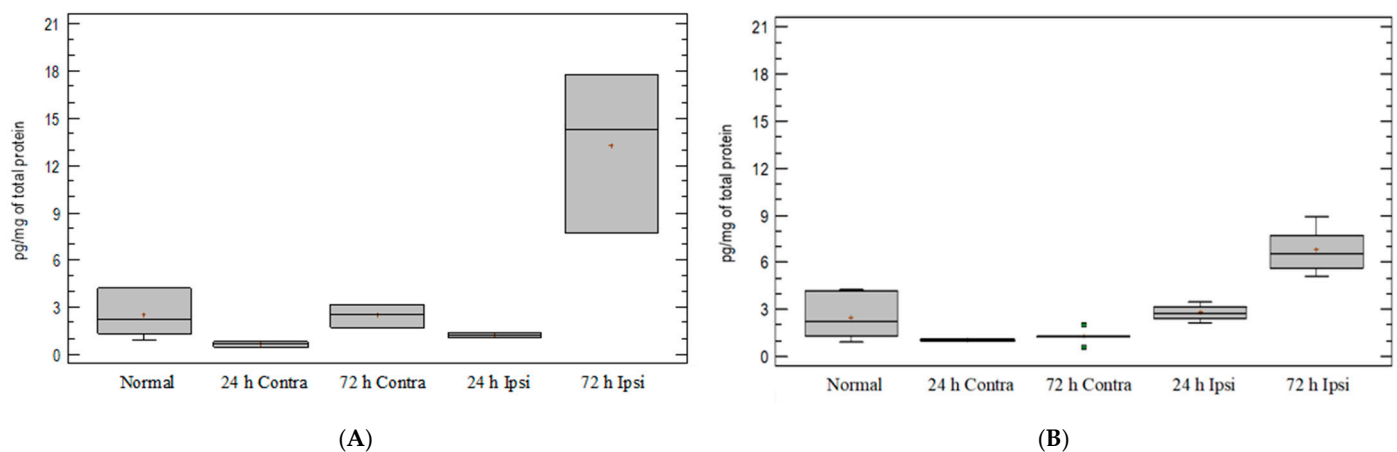 pg/mg of total protein
21
18
15
12
9
6
3
0
Normal
24 h Contra
72 h Contra
24 h Ipsi
72 h Ipsi
(A)
pg/mg of total protein
21
18
15
12
9
6
3
0
Normal
24 h Contra
72 h Contra
24 h Ipsi
72 h Ipsi
(B)